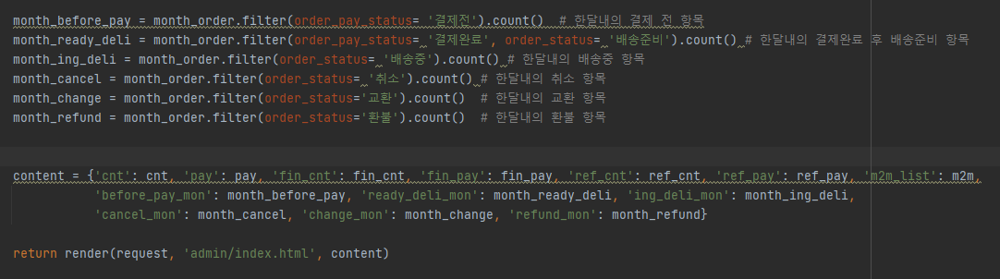 month_before_pay = month_order.filter(order_pay_status= '결제전').count()  # 한달내의 결제 전 항목
month_ready_deli = month_order.filter(order_pay_status= '결제완료', order_status= '배송준비').count() # 한달내의 결제완료 후 배송준비 항목
month_ing_deli = month_order.filter(order_status= '배송중').count() # 한달내의 배송중 항목
month_cancel = month_order.filter(order_status= '취소').count() # 한달내의 취소 항목
month_change = month_order.filter(order_status='교환').count()  # 한달내의 교환 항목
month_refund = month_order.filter(order_status='환불').count()  # 한달내의 환불 항목
content = {'cnt': cnt, 'pay': pay, 'fin_cnt': fin_cnt, 'fin_pay': fin_pay, 'ref_cnt': ref_cnt, 'ref_pay': ref_pay, 'm2m_list': m2m,
'before_pay_mon': month_before_pay, 'ready_deli_mon': month_ready_deli, 'ing_deli_mon': month_ing_deli,
'cancel_mon': month_cancel, 'change_mon': month_change, 'refund_mon': month_refund}
return render(request, 'admin/index.html', content)